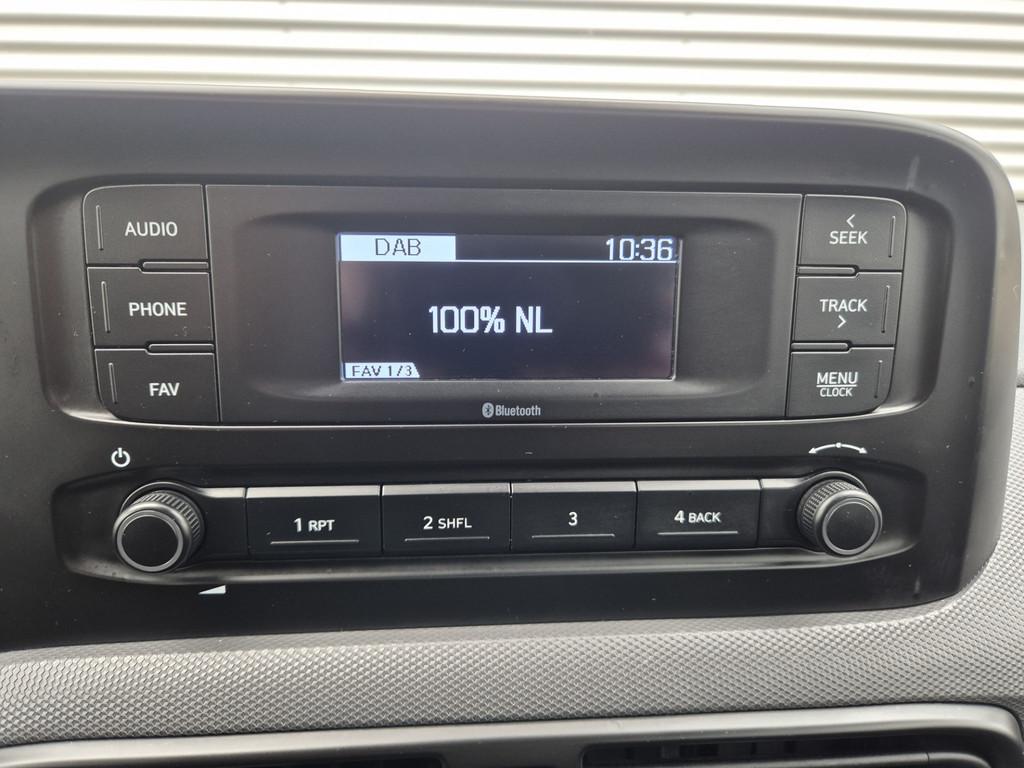 AUDIO
PHONE
FAV
DAB 10:36
100% NL
FAV 1/3
Bluetooth
SEEK
TRACK
MENU
CLOCK
1 RPT
2 SHFL
3
4 BACK